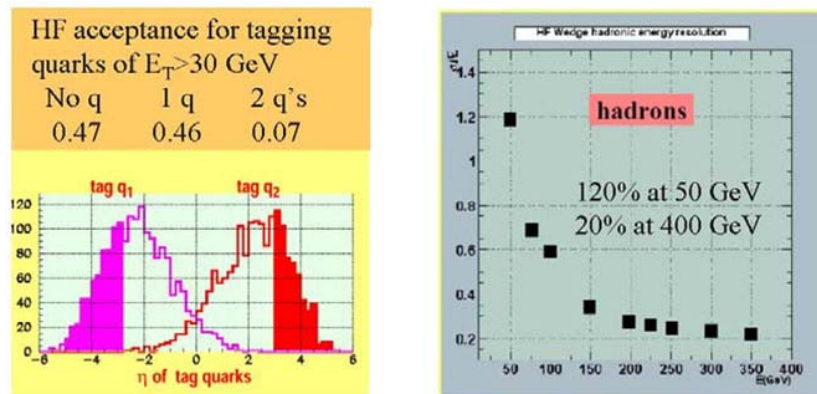 HF acceptance for tagging
quarks of E_T>30 GeV
No q 1 q 2 q's
0.47 0.46 0.07
tag q₁ tag q₂
120
100
80
60
40
20
0
-6 -4 -2 0 2 4 6
η of tag quarks
HF Wedge hadronic energy resolution
σ/E
1.4
1.2
1
0.8
0.6
0.4
0.2
hadrons
120% at 50 GeV
20% at 400 GeV
50 100 150 200 250 300 350 400
E(GeV)